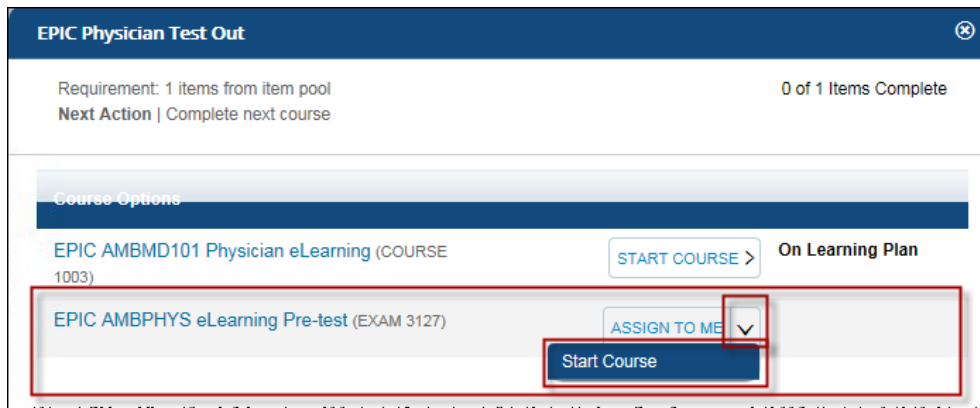 EPIC Physician Test Out
Requirement: 1 items from item pool
0 of 1 Items Complete
Next Action | Complete next course
Course Options
EPIC AMBMD101 Physician eLearning (COURSE
1003)
START COURSE >
On Learning Plan
EPIC AMBPHYS eLearning Pre-test (EXAM 3127)
ASSIGN TO ME
Start Course